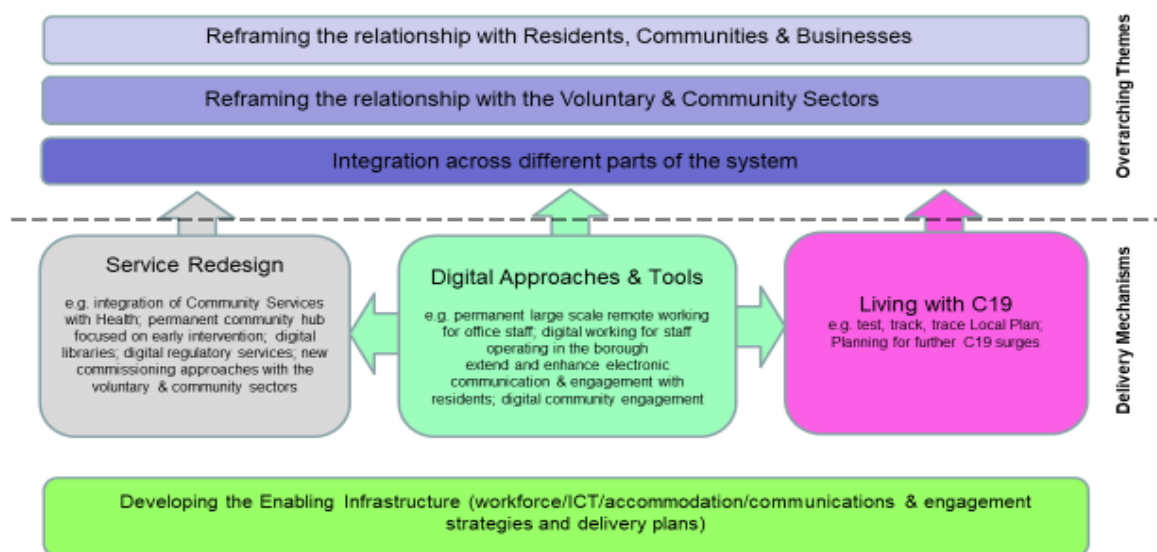 Reframing the relationship with Residents, Communities & Businesses
Reframing the relationship with the Voluntary & Community Sectors
Integration across different parts of the system
Overarching Themes
Service Redesign
e.g. integration of Community Services
with Health; permanent community hub
focused on early intervention; digital
libraries; digital regulatory services; new
commissioning approaches with the
voluntary & community sectors
Digital Approaches & Tools
e.g. permanent large scale remote working
for office staff; digital working for staff
operating in the borough
extend and enhance electronic
communication & engagement with
residents; digital community engagement
Living with C19
e.g. test, track, trace Local Plan;
Planning for further C19 surges
Delivery Mechanisms
Developing the Enabling Infrastructure (workforce/ICT/accommodation/communications & engagement
strategies and delivery plans)